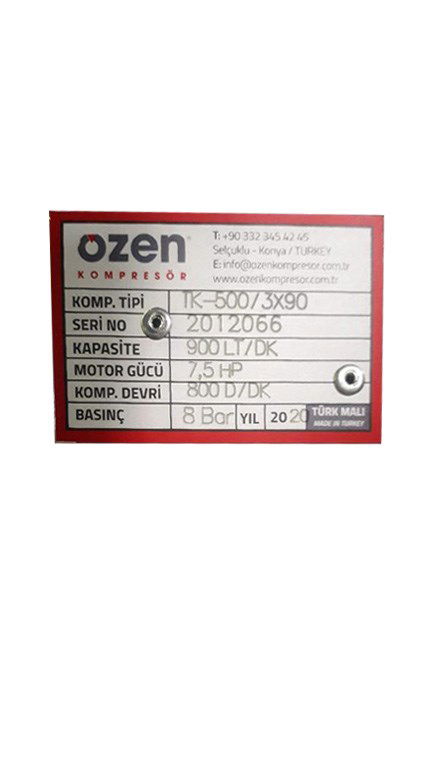 özen
KOMPRESÖR
T: +90 332 345 42 45
Selçuklu - Konya / TURKEY
E: info@ozenkompresor.com.tr
www.ozenkompresor.com.tr
KOMP. TİPİ TK-500/3X90
SERİ NO 2012066
KAPASİTE 900 LT/DK
MOTOR GÜCÜ 7,5 HP
KOMP. DEVRİ 800 D/DK
BASINÇ 8 Bar YIL 2020 TÜRK MALI
MADE IN TURKEY